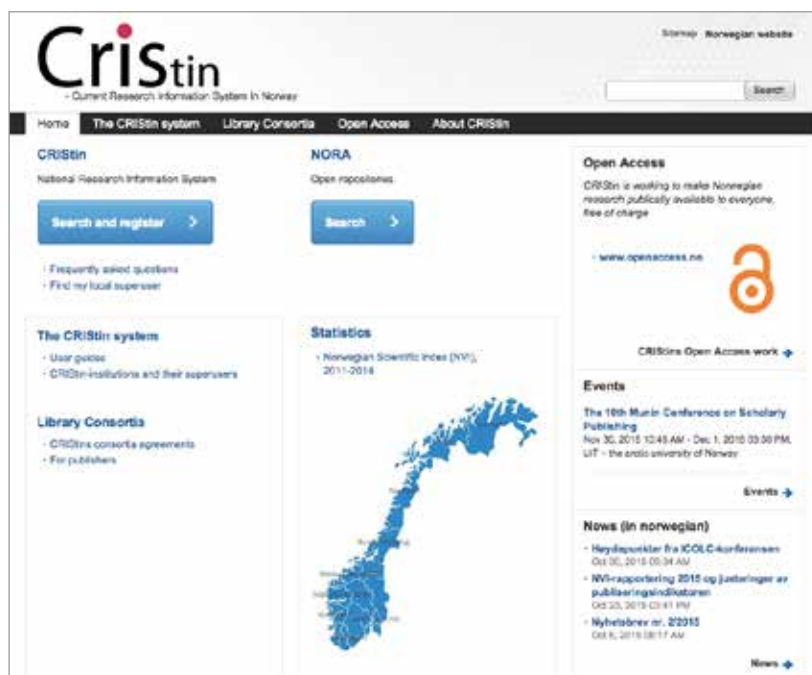 Sitemap Norwegian website
CRIStin
- Current Research Information System In Norway
Search
Home The CRIStin system Library Consortia Open Access About CRIStin
CRIStin
National Research Information System
Search and register >
· Frequently asked questions
· Find my local superuser
NORA
Open repositories
Search >
The CRIStin system
· User guides
· CRIStin-institutions and their superusers
Library Consortia
· CRIStins consortia agreements
· For publishers
Statistics
· Norwegian Scientific Index (NVI),
2011-2014
Open Access
CRIStin is working to make Norwegian
research publically available to everyone,
free of charge
· www.openaccess.no
CRIStins Open Access work
Events
The 10th Munin Conference on Scholarly
Publishing
Nov 30, 2015 10:45 AM - Dec 1, 2015 03:30 PM,
UiT - the arctic university of Norway
Events
News (in norwegian)
· Høydepunkter fra ICOLC-konferansen
Oct 30, 2015
· NVI-rapportering 2015 og justeringer av
publiseringsindikatoren
2015 03:41 PM
· Nyhetsbrev nr. 2/2015
2015 08:17 AM
News